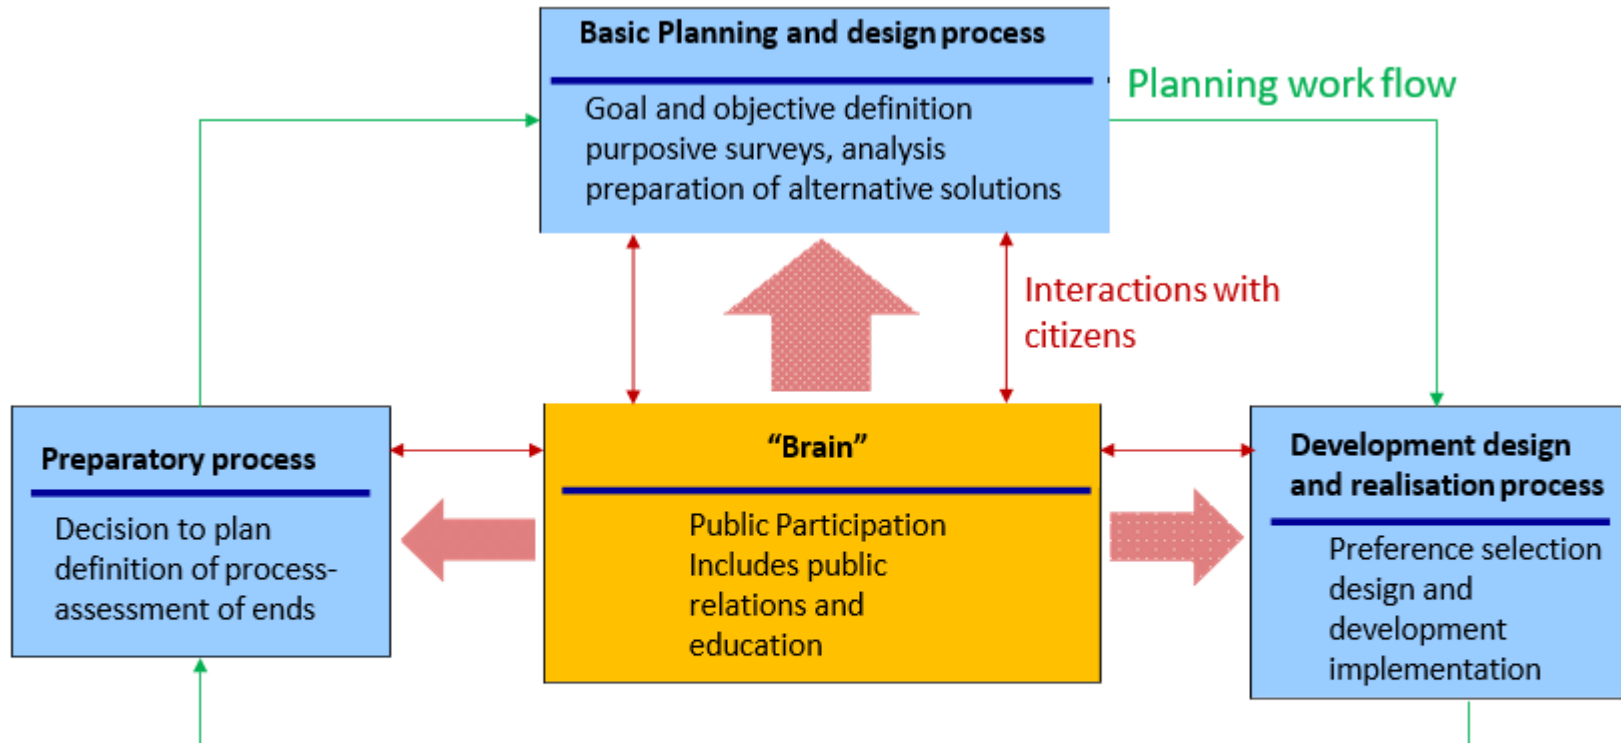 Basic Planning and design process
Goal and objective definition
purposive surveys, analysis
preparation of alternative solutions
Planning work flow
Interactions with
citizens
Preparatory process
Decision to plan
definition of process-
assessment of ends
“Brain”
Public Participation
Includes public
relations and
education
Development design
and realisation process
Preference selection
design and
development
implementation